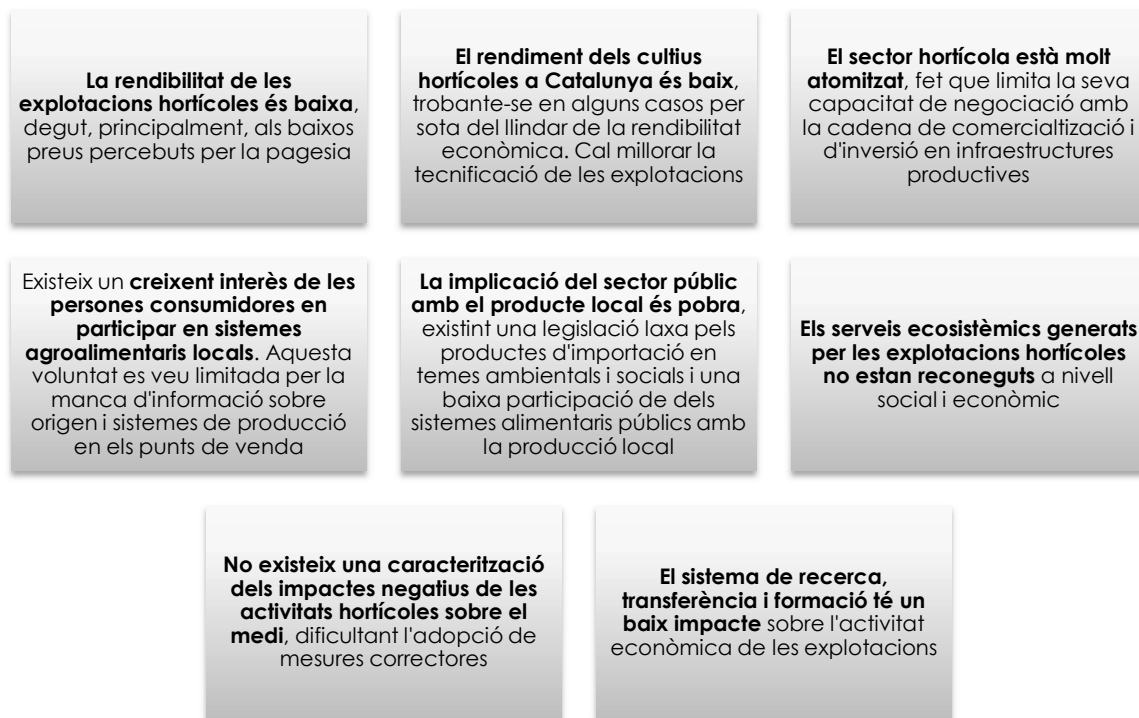 La rendibilitat de les
explotacions hortícoles és baixa,
degut, principalment, als baixos
preus percebuts per la pagesia
El rendiment dels cultius
hortícoles a Catalunya és baix,
trobante-se en alguns casos per
sota del llindar de la rendibilitat
econòmica. Cal millorar la
tecnificació de les explotacions
El sector hortícola està molt
atomitzat, fet que limita la seva
capacitat de negociació amb
la cadena de comercialtització i
d'inversió en infraestructures
productives
Existeix un creixent interès de les
persones consumidores en
participar en sistemes
agroalimentaris locals. Aquesta
voluntat es veu limitada per la
manca d'informació sobre
origen i sistemes de producció
en els punts de venda
La implicació del sector públic
amb el producte local és pobra,
existint una legislació laxa pels
productes d'importació en
temes ambientals i socials i una
baixa participació de dels
sistemes alimentaris públics amb
la producció local
Els serveis ecosistèmics generats
per les explotacions hortícoles
no estan reconeguts a nivell
social i econòmic
No existeix una caracterització
dels impactes negatius de les
activitats hortícoles sobre el
medi, dificultant l'adopció de
mesures correctores
El sistema de recerca,
transferència i formació té un
baix impacte sobre l'activitat
econòmica de les explotacions